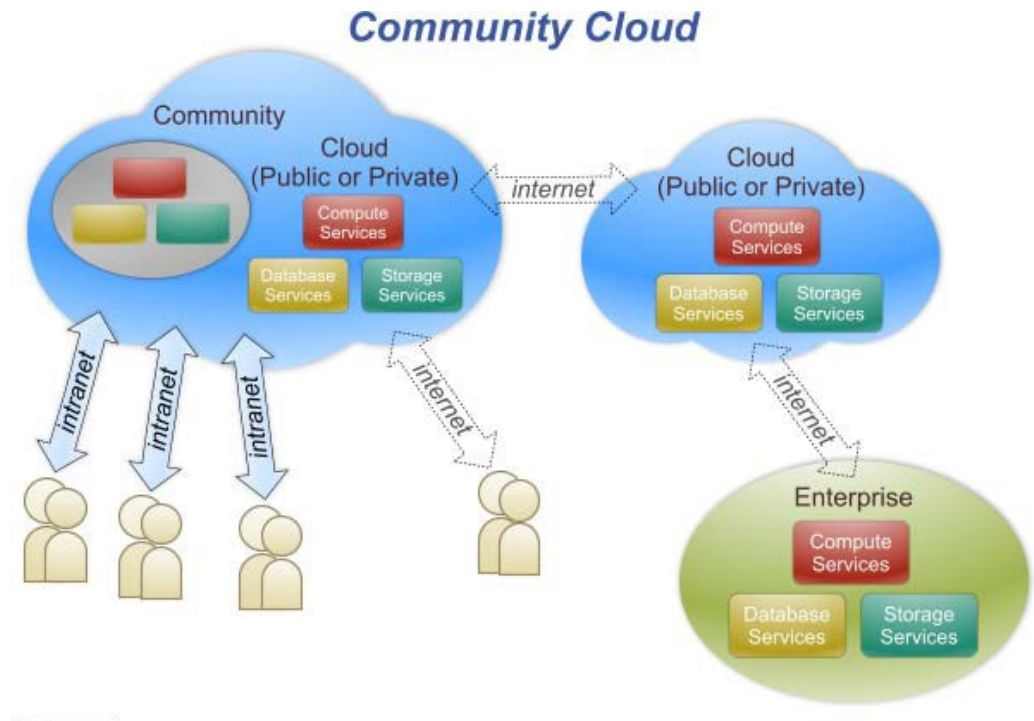 Community Cloud
Community
Cloud
(Public or Private)
Compute
Services
Database
Services
Storage
Services
internet
Cloud
(Public or Private)
Compute
Services
Database
Services
Storage
Services
intranet
intranet
intranet
internet
internet
Enterprise
Compute
Services
Database
Services
Storage
Services